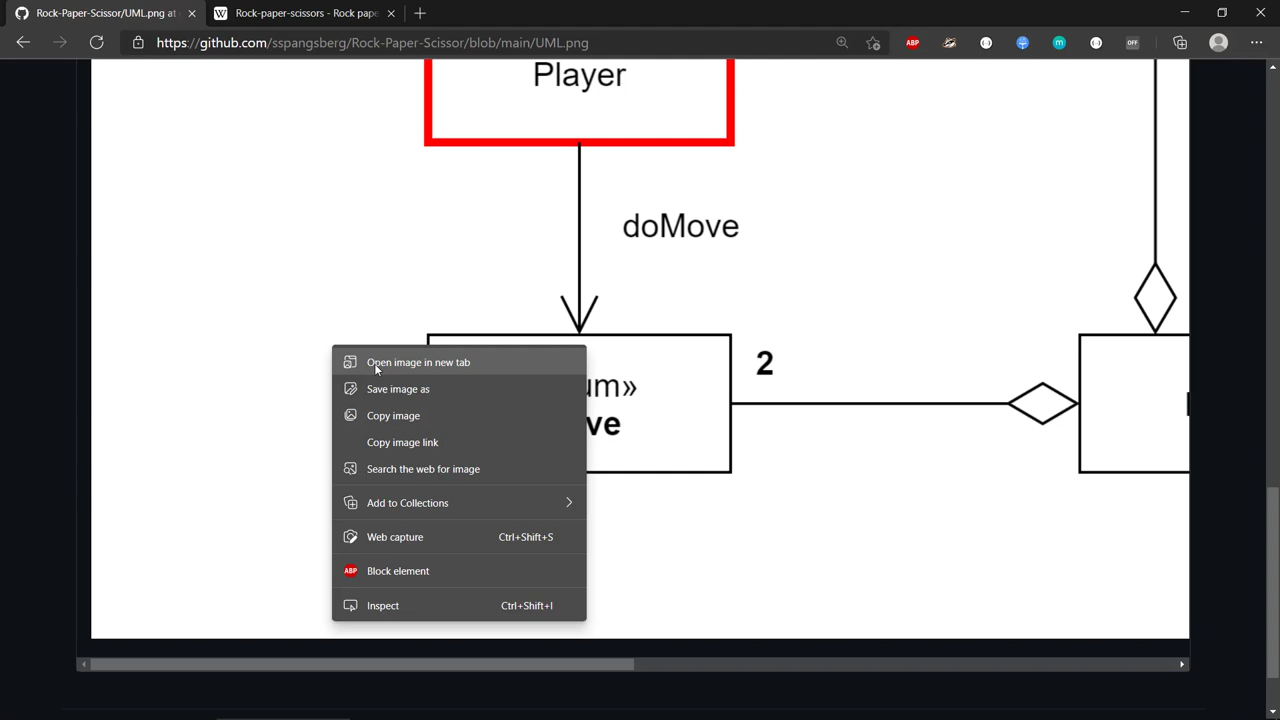 Rock-Paper-Scissor/UML.png at
Rock-paper-scissors - Rock pape
https://github.com/sspangsberg/Rock-Paper-Scissor/blob/main/UML.png
ABP
m
OFF
Player
doMove
2
um»
ve
Open image in new tab
Save image as
Copy image
Copy image link
Search the web for image
Add to Collections
Web capture Ctrl+Shift+S
ABP Block element
Inspect Ctrl+Shift+I